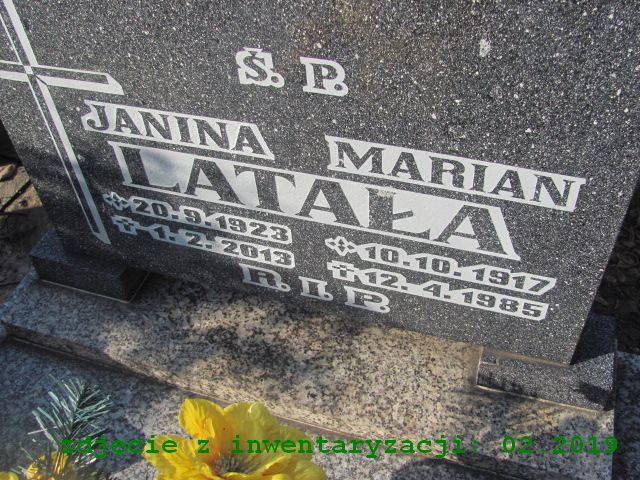 Ś. P.
JANINA MARIAN
LATAŁA
20.9.1923 10.10.1917
1.2.2013 12.4.1985
R.I.P.
zdjęcie z inwentaryzacji: 02.2019